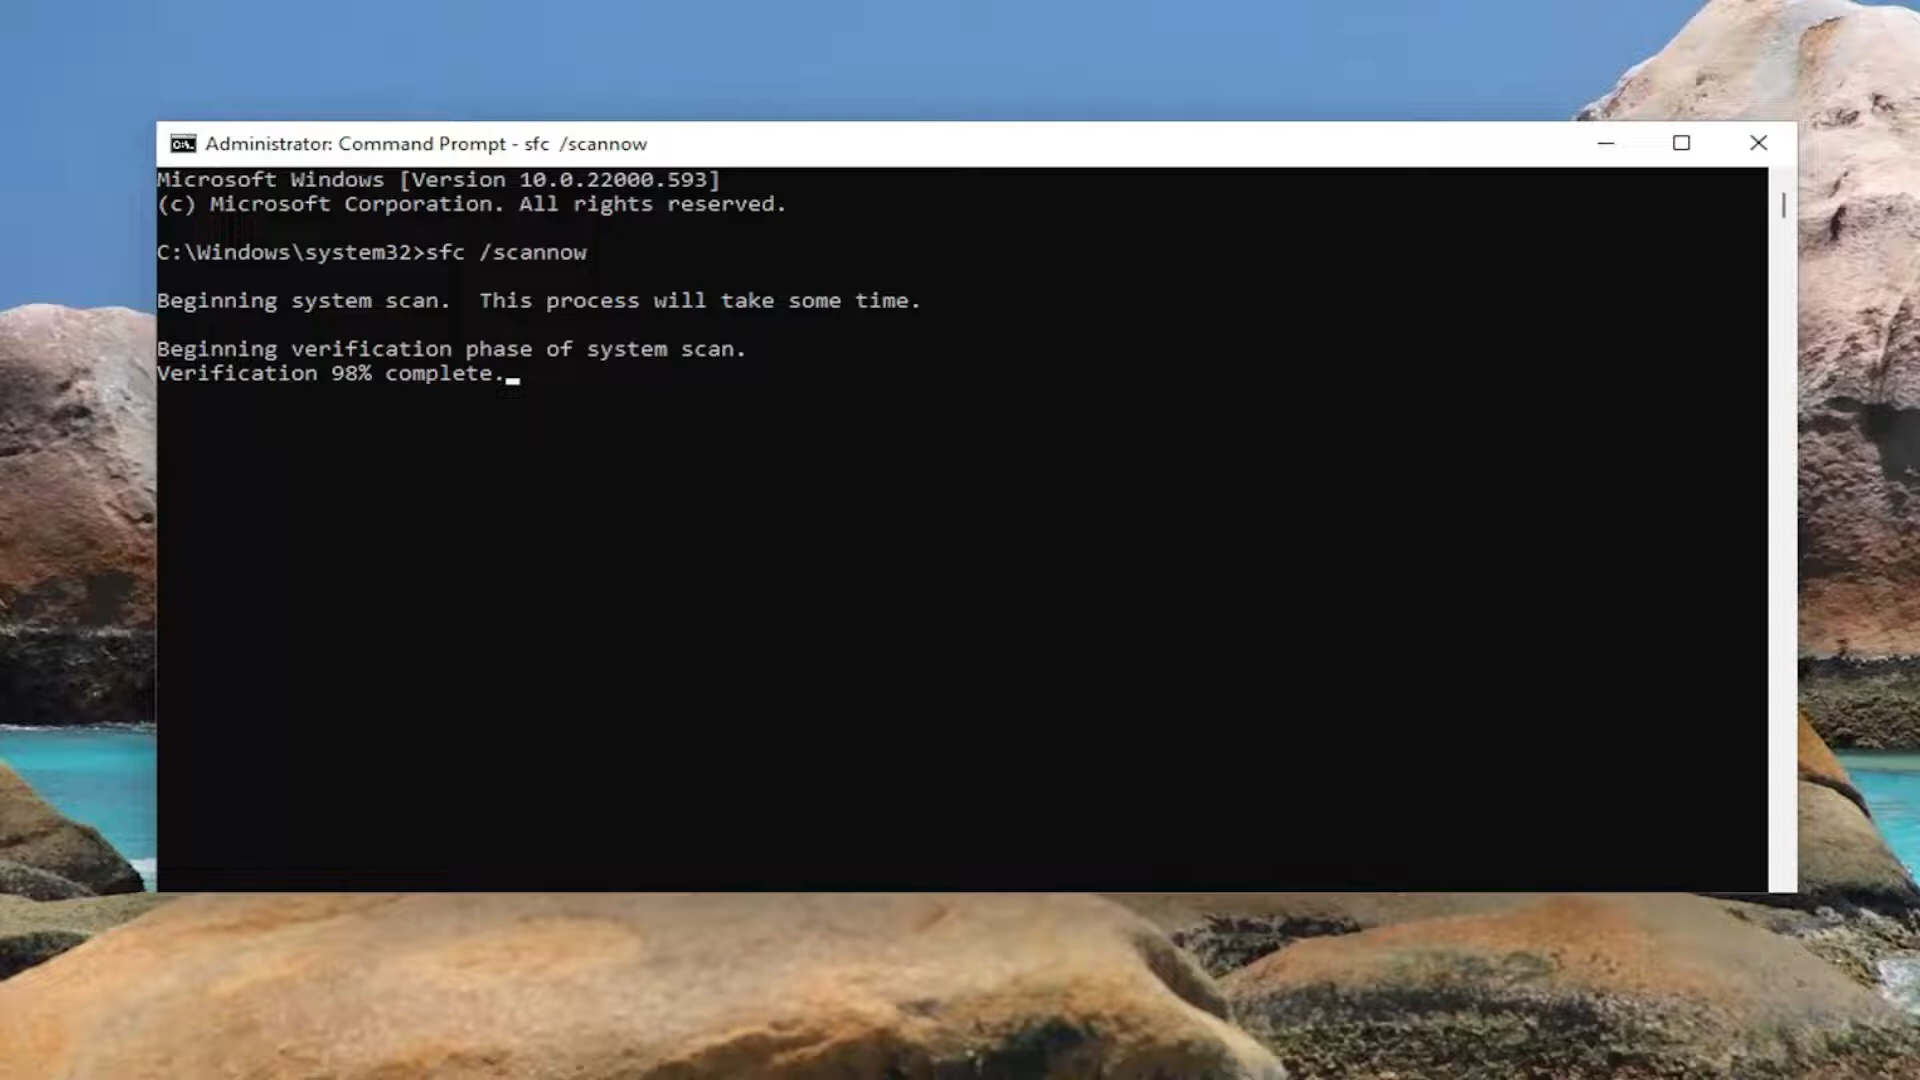 Administrator: Command Prompt - sfc  /scannow
Microsoft Windows [Version 10.0.22000.593]
(c) Microsoft Corporation. All rights reserved.
C:\Windows\system32>sfc /scannow
Beginning system scan.  This process will take some time.
Beginning verification phase of system scan.
Verification 98% complete.